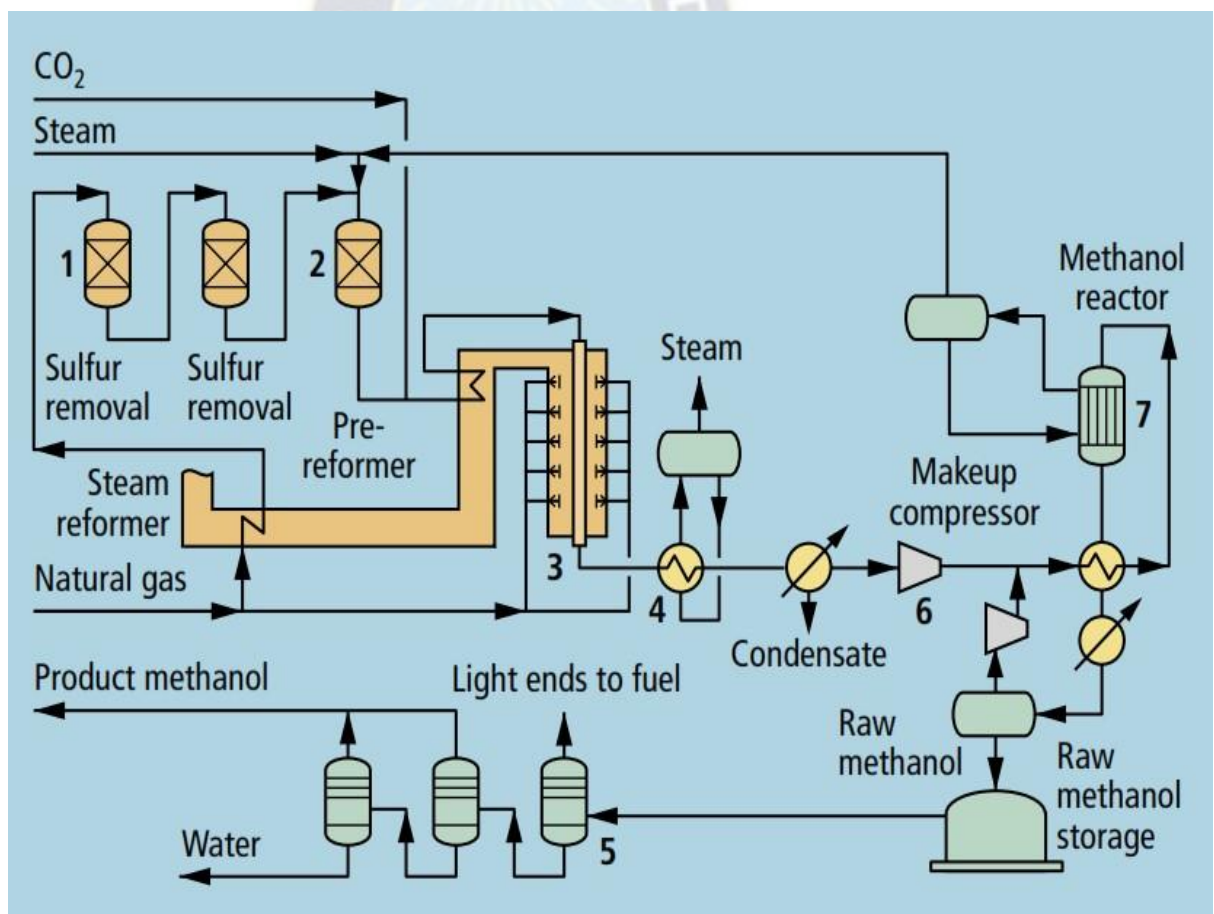 CO2
Steam
1
2
Sulfur
removal
Sulfur
removal
Pre-
reformer
Steam
reformer
Natural gas
3
Steam
4
Condensate
Makeup
compressor
6
Methanol
reactor
7
Raw
methanol
Raw
methanol
storage
Product methanol
Light ends to fuel
Water
5